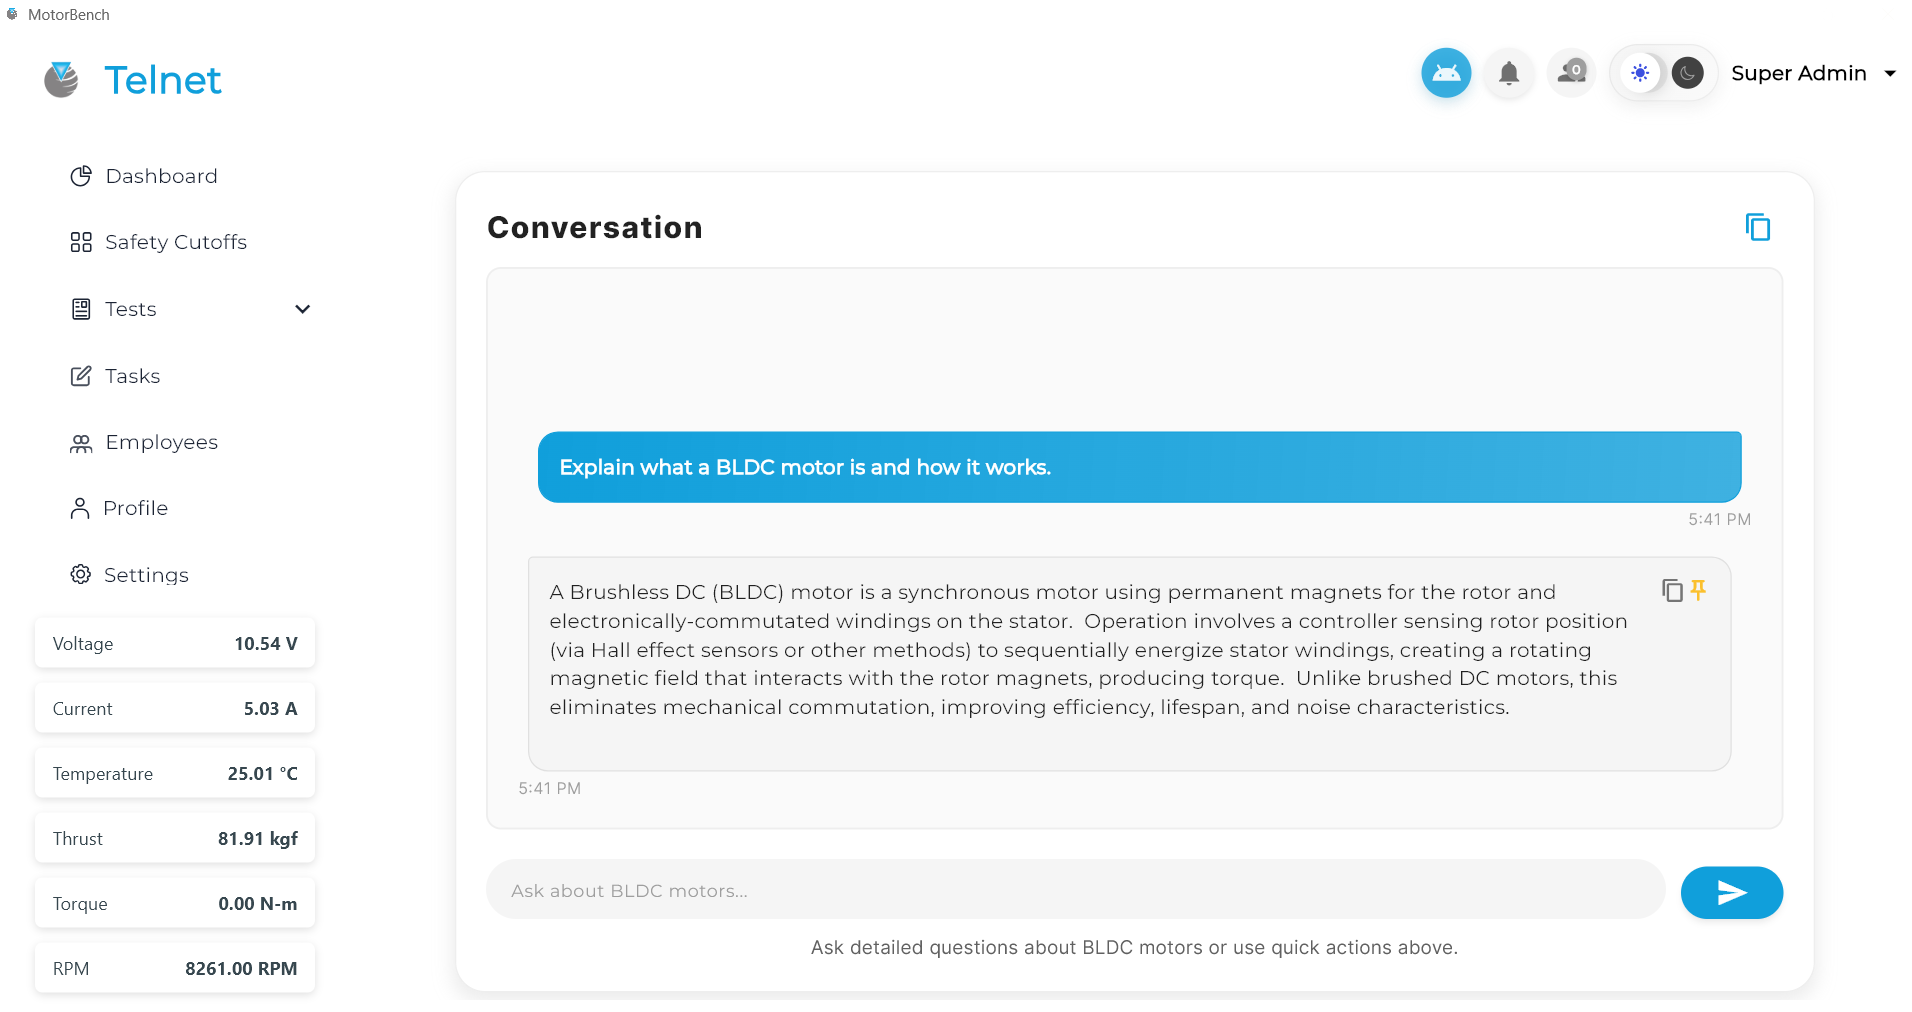 MotorBench
Telnet
0
Super Admin
Dashboard
Safety Cutoffs
Tests
Tasks
Employees
Profile
Settings
Voltage 10.54 V
Current 5.03 A
Temperature 25.01 °C
Thrust 81.91 kgf
Torque 0.00 N-m
RPM 8261.00 RPM
Conversation
Explain what a BLDC motor is and how it works.
5:41 PM
A Brushless DC (BLDC) motor is a synchronous motor using permanent magnets for the rotor and
electronically-commutated windings on the stator.  Operation involves a controller sensing rotor position
(via Hall effect sensors or other methods) to sequentially energize stator windings, creating a rotating
magnetic field that interacts with the rotor magnets, producing torque.  Unlike brushed DC motors, this
eliminates mechanical commutation, improving efficiency, lifespan, and noise characteristics.
5:41 PM
Ask about BLDC motors...
Ask detailed questions about BLDC motors or use quick actions above.